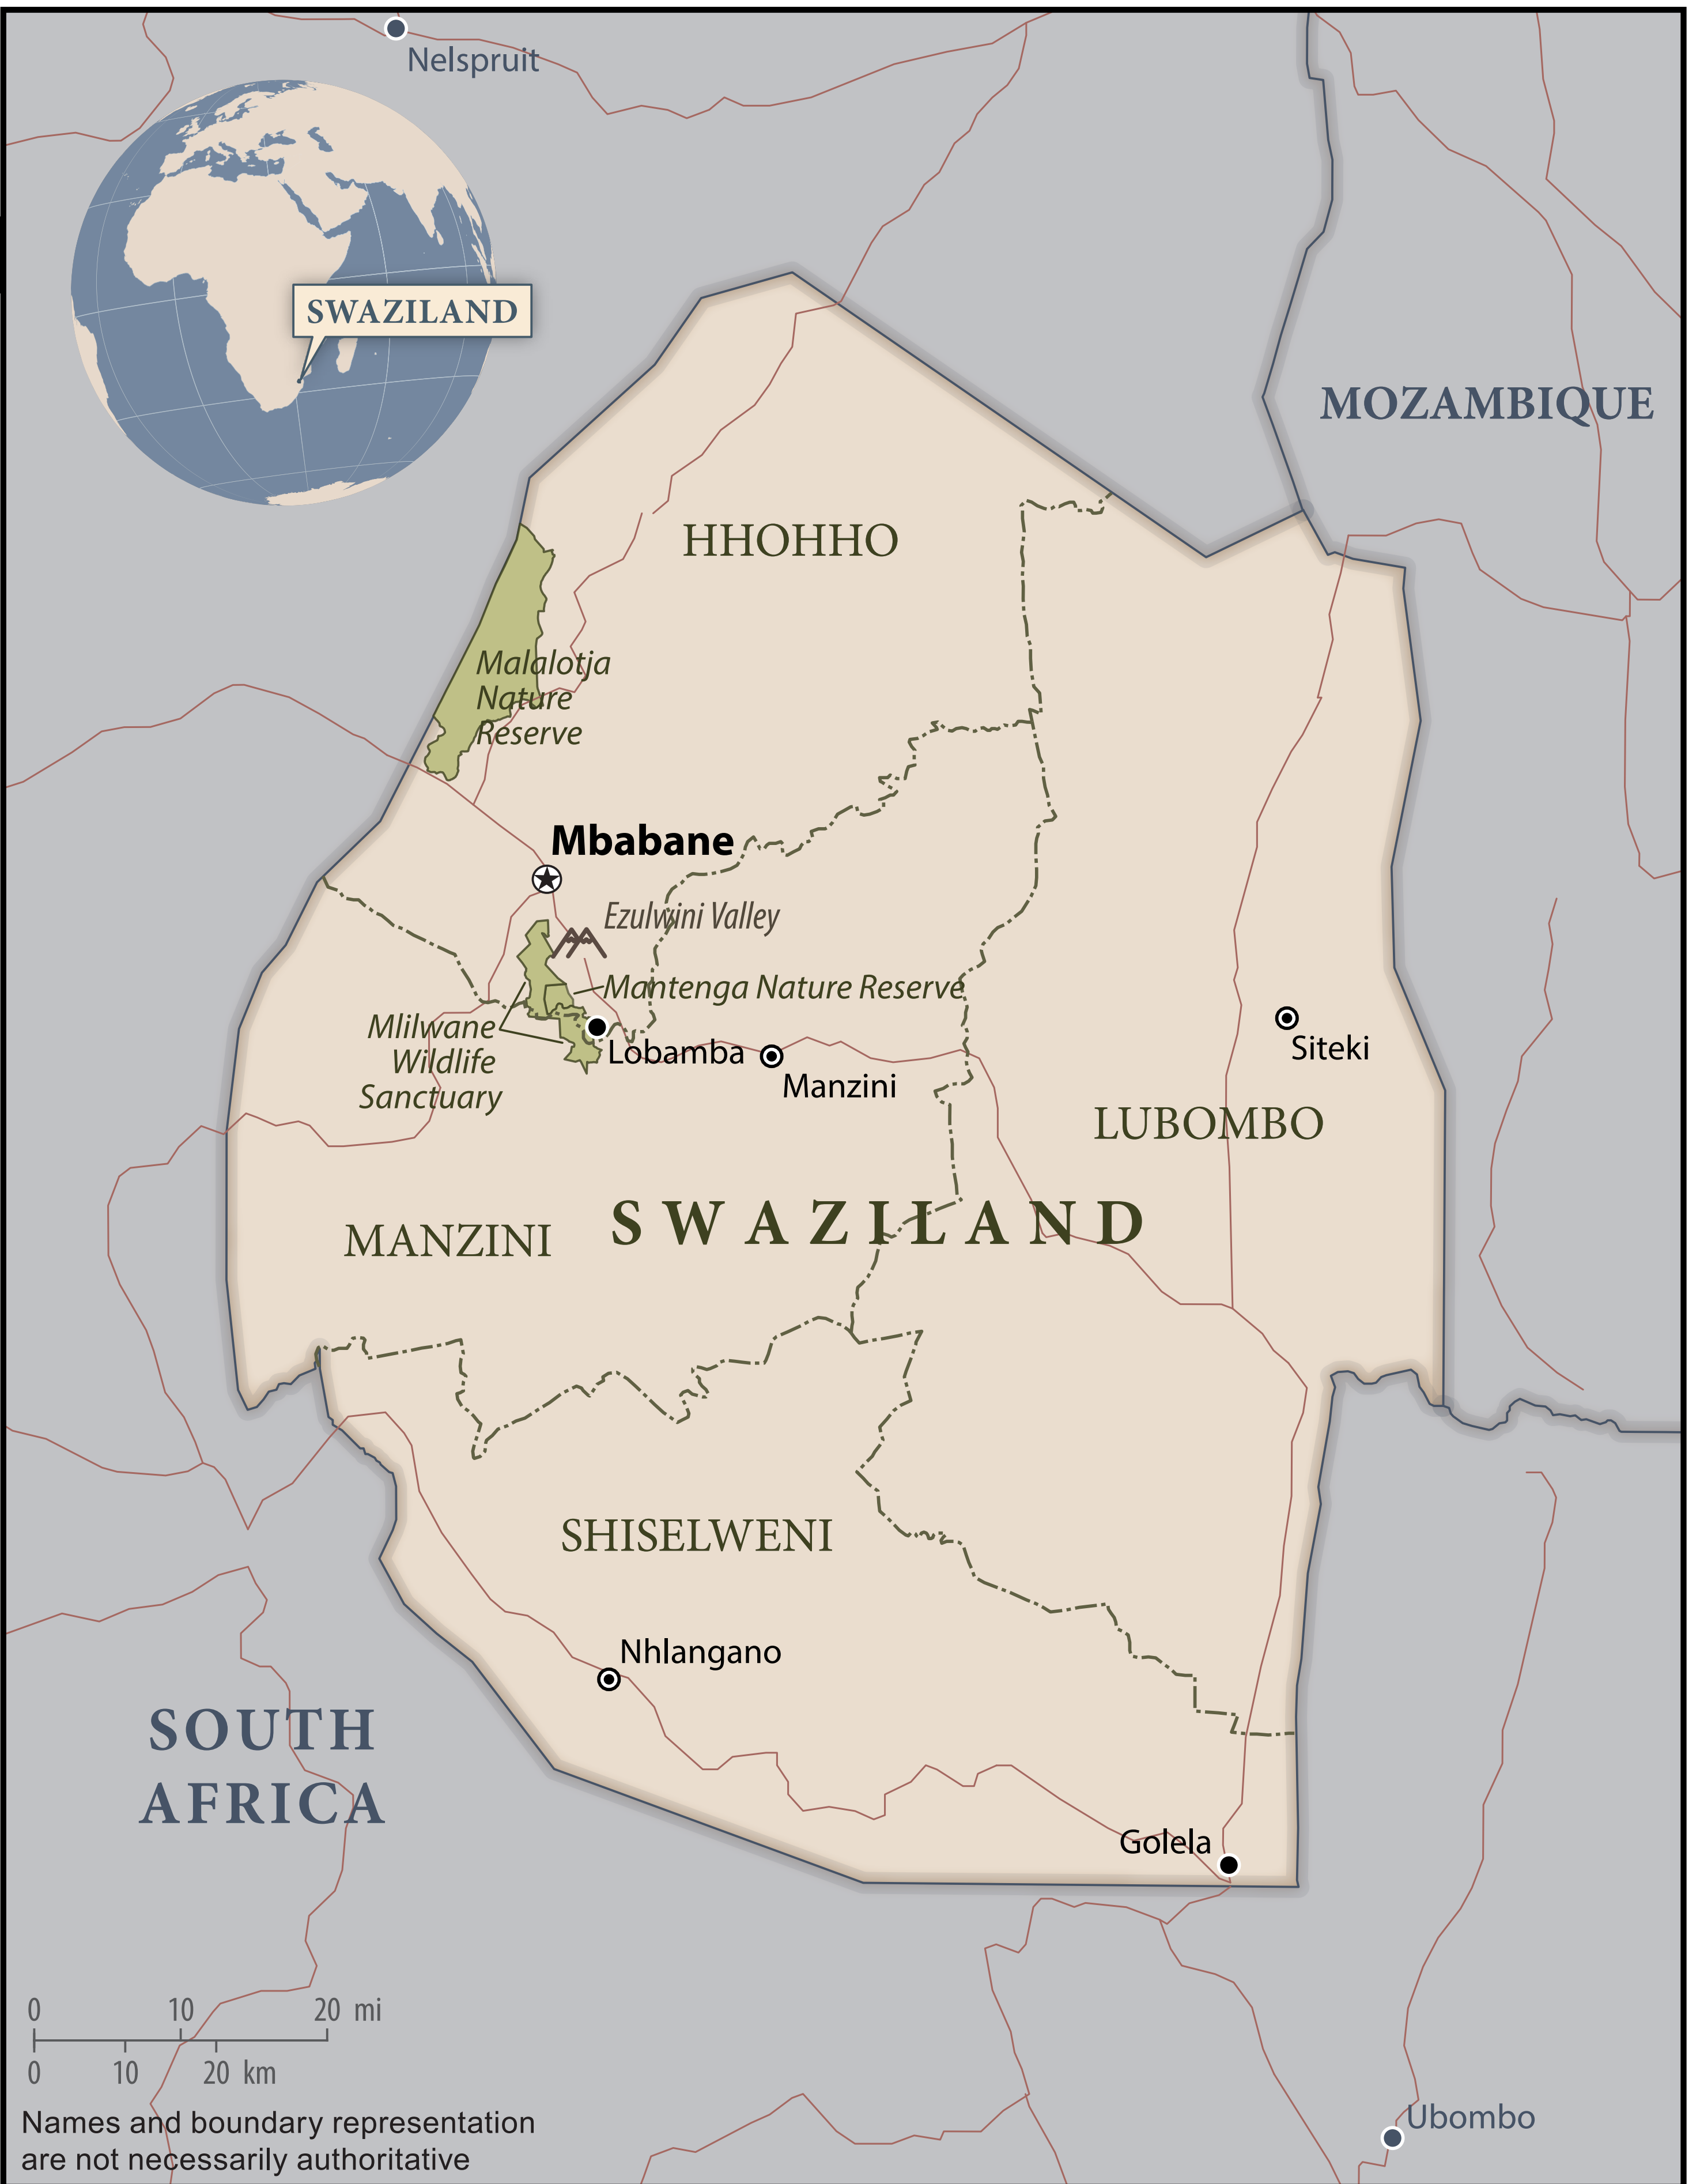 Nelspruit
SWAZILAND
MOZAMBIQUE
HHOHHO
Malalotja
Nature
Reserve
Mbabane
Ezulwini Valley
Mantenga Nature Reserve
Mlilwane
Wildlife
Sanctuary
Lobamba
Manzini
Siteki
LUBOMBO
SWAZILAND
MANZINI
SHISELWENI
Nhlangano
SOUTH
AFRICA
Golela
0 10 20 mi
0 10 20 km
Ubombo
Names and boundary representation
are not necessarily authoritative